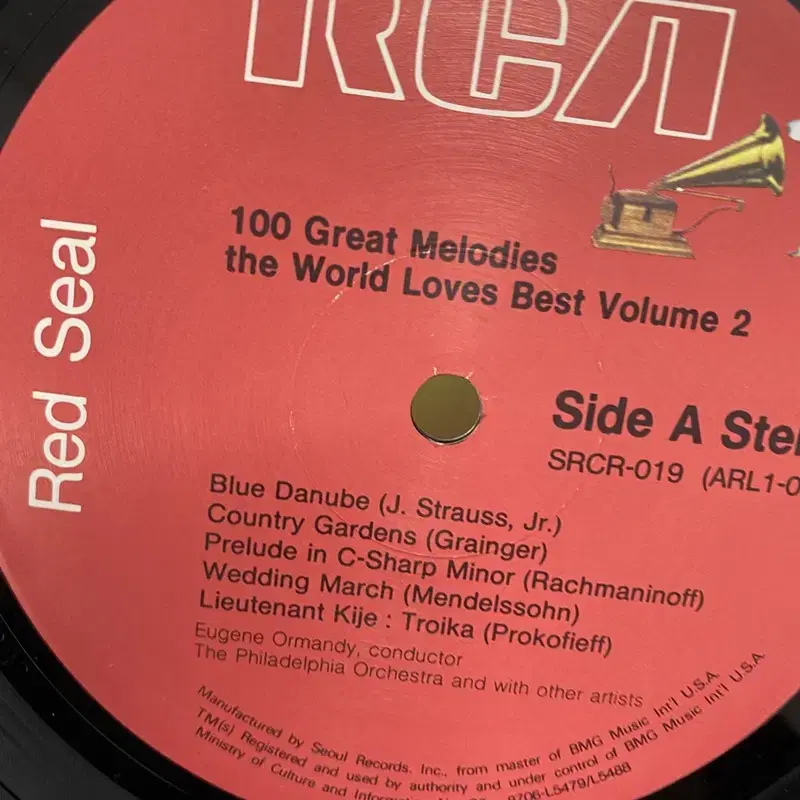 RCA
Red Seal
100 Great Melodies
the World Loves Best Volume 2
Side A
SRCR-019
Blue Danube (J. Strauss, Jr.)
Country Gardens (Grainger)
Prelude in C-Sharp Minor (Rachmaninoff)
Wedding March (Mendelssohn)
Lieutenant Kije : Troika (Prokofieff)
Eugene Ormandy, conductor
The Philadelphia Orchestra and with other artists
Manufactured by Seoul Records. Inc., from master of BMG Music Int'l U.S.A
TM(s) Registered and used by authority and under control of BMG Music Int'l U.S.A
Ministry of Culture and 8706-L5479/L5488